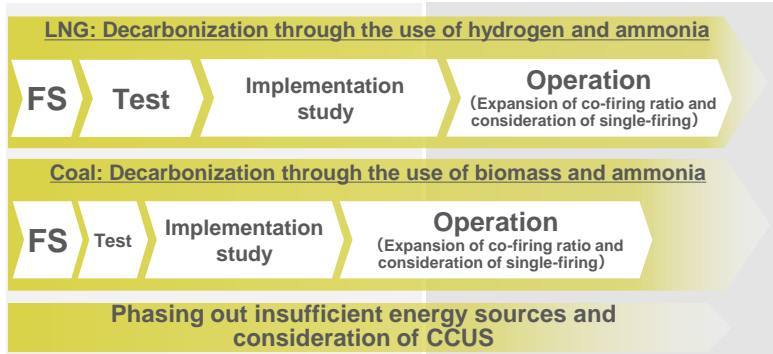 LNG: Decarbonization through the use of hydrogen and ammonia
FS
Test
Implementation
study
Operation
(Expansion of co-firing ratio and
consideration of single-firing)
Coal: Decarbonization through the use of biomass and ammonia
FS
Test
Implementation
study
Operation
(Expansion of co-firing ratio and
consideration of single-firing)
Phasing out insufficient energy sources and
consideration of CCUS